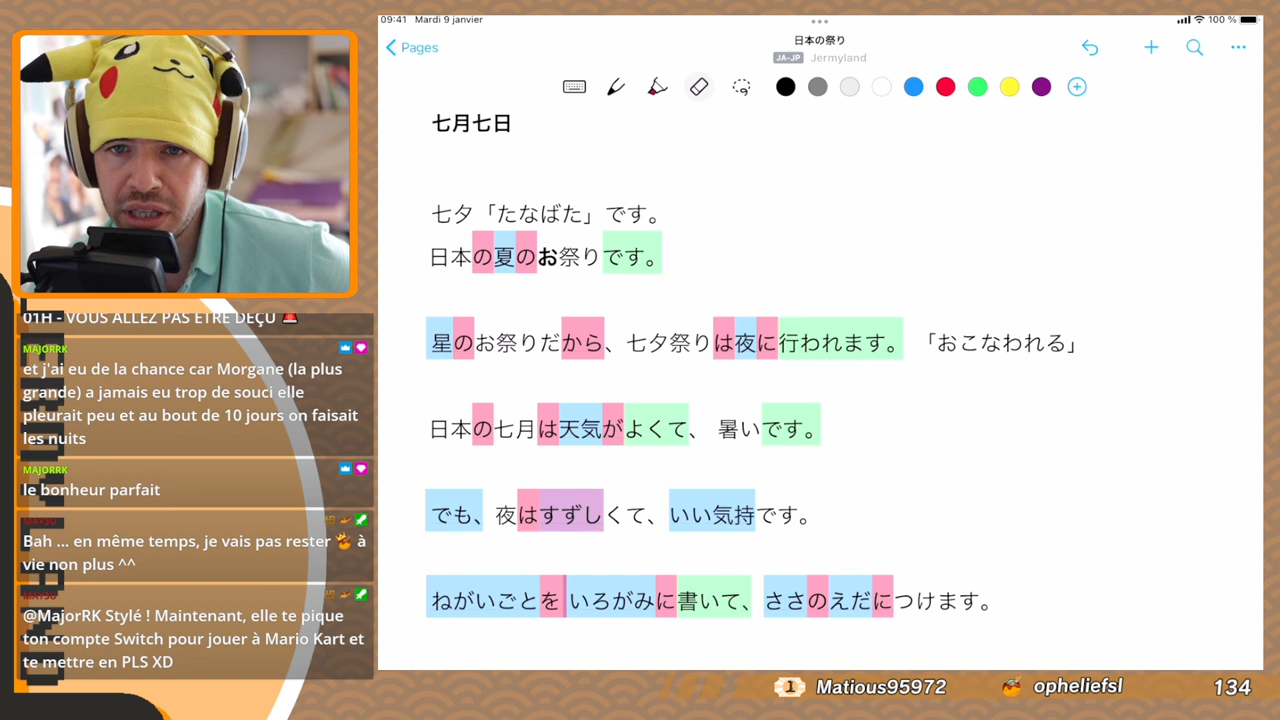 09:41 Mardi 9 janvier
100 %
Pages
日本の祭り
JA-JP Jermyland
七月七日
七夕「たなばた」です。
日本の夏のお祭りです。
星のお祭りだから、七夕祭りは夜に行われます。「おこなわれる」
日本の七月は天気がよくて、 暑いです。
でも、夜はすずしくて、いい気持です。
ねがいごとを いろがみに書いて、ささのえだにつけます。
01H - VOUS ALLEZ PAS ETRE DEÇU 🚨
MAJORRK
et j'ai eu de la chance car Morgane (la plus
grande) a jamais eu trop de souci elle
pleurait peu et au bout de 10 jours on faisait
les nuits
MAJORRK
le bonheur parfait
Bah ... en même temps, je vais pas rester à
vie non plus ^^
@MajorRK Stylé ! Maintenant, elle te pique
ton compte Switch pour jouer à Mario Kart et
te mettre en PLS XD
1 Matious95972 opheliefsl 134